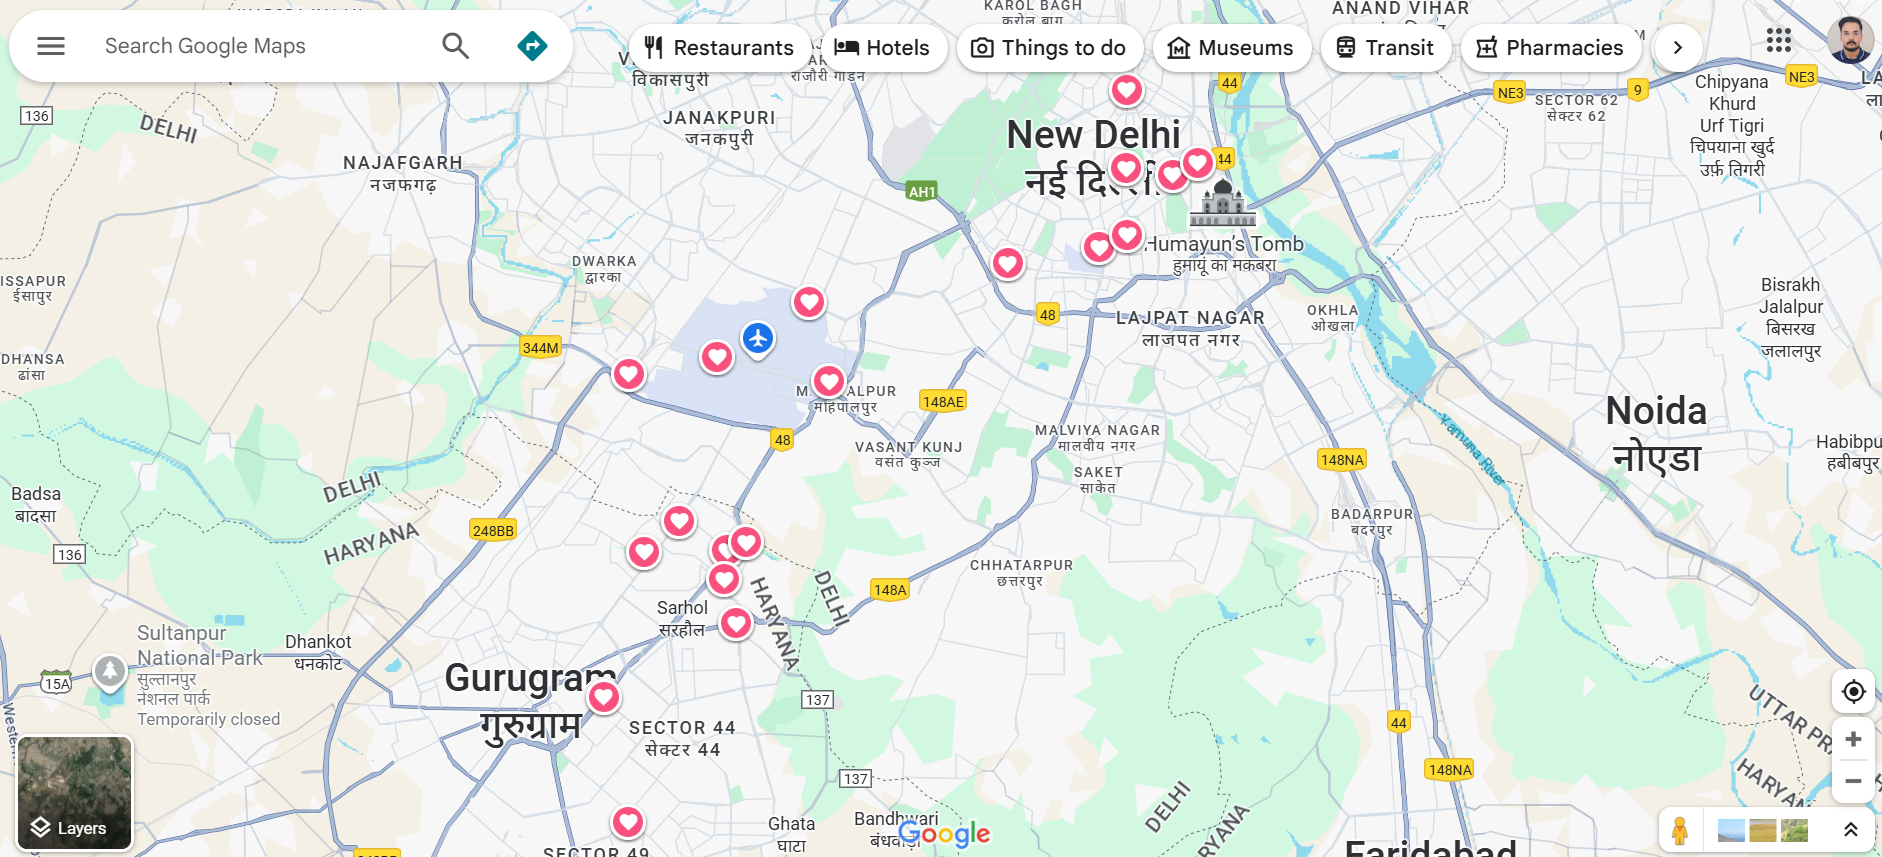 Search Google Maps
Restaurants
Hotels
Things to do
Museums
Transit
Pharmacies
KAROL BAGH
करोल बाग
ANAND VIHAR
विकासपुरी
राजौरी गार्डन
136
DELHI
JANAKPURI
जनकपुरी
NAJAFGARH
नजफगढ़
New Delhi
नई
44
NE3
9
NE3
SECTOR 62
सेक्टर 62
Chipyana
Khurd
Urf Tigri
चिपयाना खुर्द
उर्फ़ तिगरी
AH1
44
Humayun's Tomb
हुमायूं का मकबरा
DWARKA
द्वारका
ISSAPUR
ईसापुर
48
LAJPAT NAGAR
लाजपत नगर
OKHLA
ओखला
Bisrakh
Jalalpur
बिसरख
जलालपुर
344M
DHANSA
ढांसा
महिपालपुर
148AE
48
VASANT KUNJ
वसंत कुञ्ज
MALVIYA NAGAR
मालवीय नगर
SAKET
साकेत
148NA
Yamuna River
Noida
नोएडा
Habibpu
हबीबपुर
Badsa
बादसा
DELHI
HARYANA
248BB
136
BADARPUR
बदरपुर
CHHATARPUR
छत्तरपुर
148A
HARYANA
DELHI
Sarhol
सरहौल
Sultanpur
National Park
सुल्तानपुर
नेशनल पार्क
Temporarily closed
Dhankot
धनकोट
15A
Western
Gurugram
गुरुग्राम
137
SECTOR 44
सेक्टर 44
44
UTTAR PRA
HARYAN
148NA
137
DELHI
HARYANA
Layers
Ghata
घाटा
Bandhwari
बंधवाड़ी
Google
SECTOR 49
Faridabad